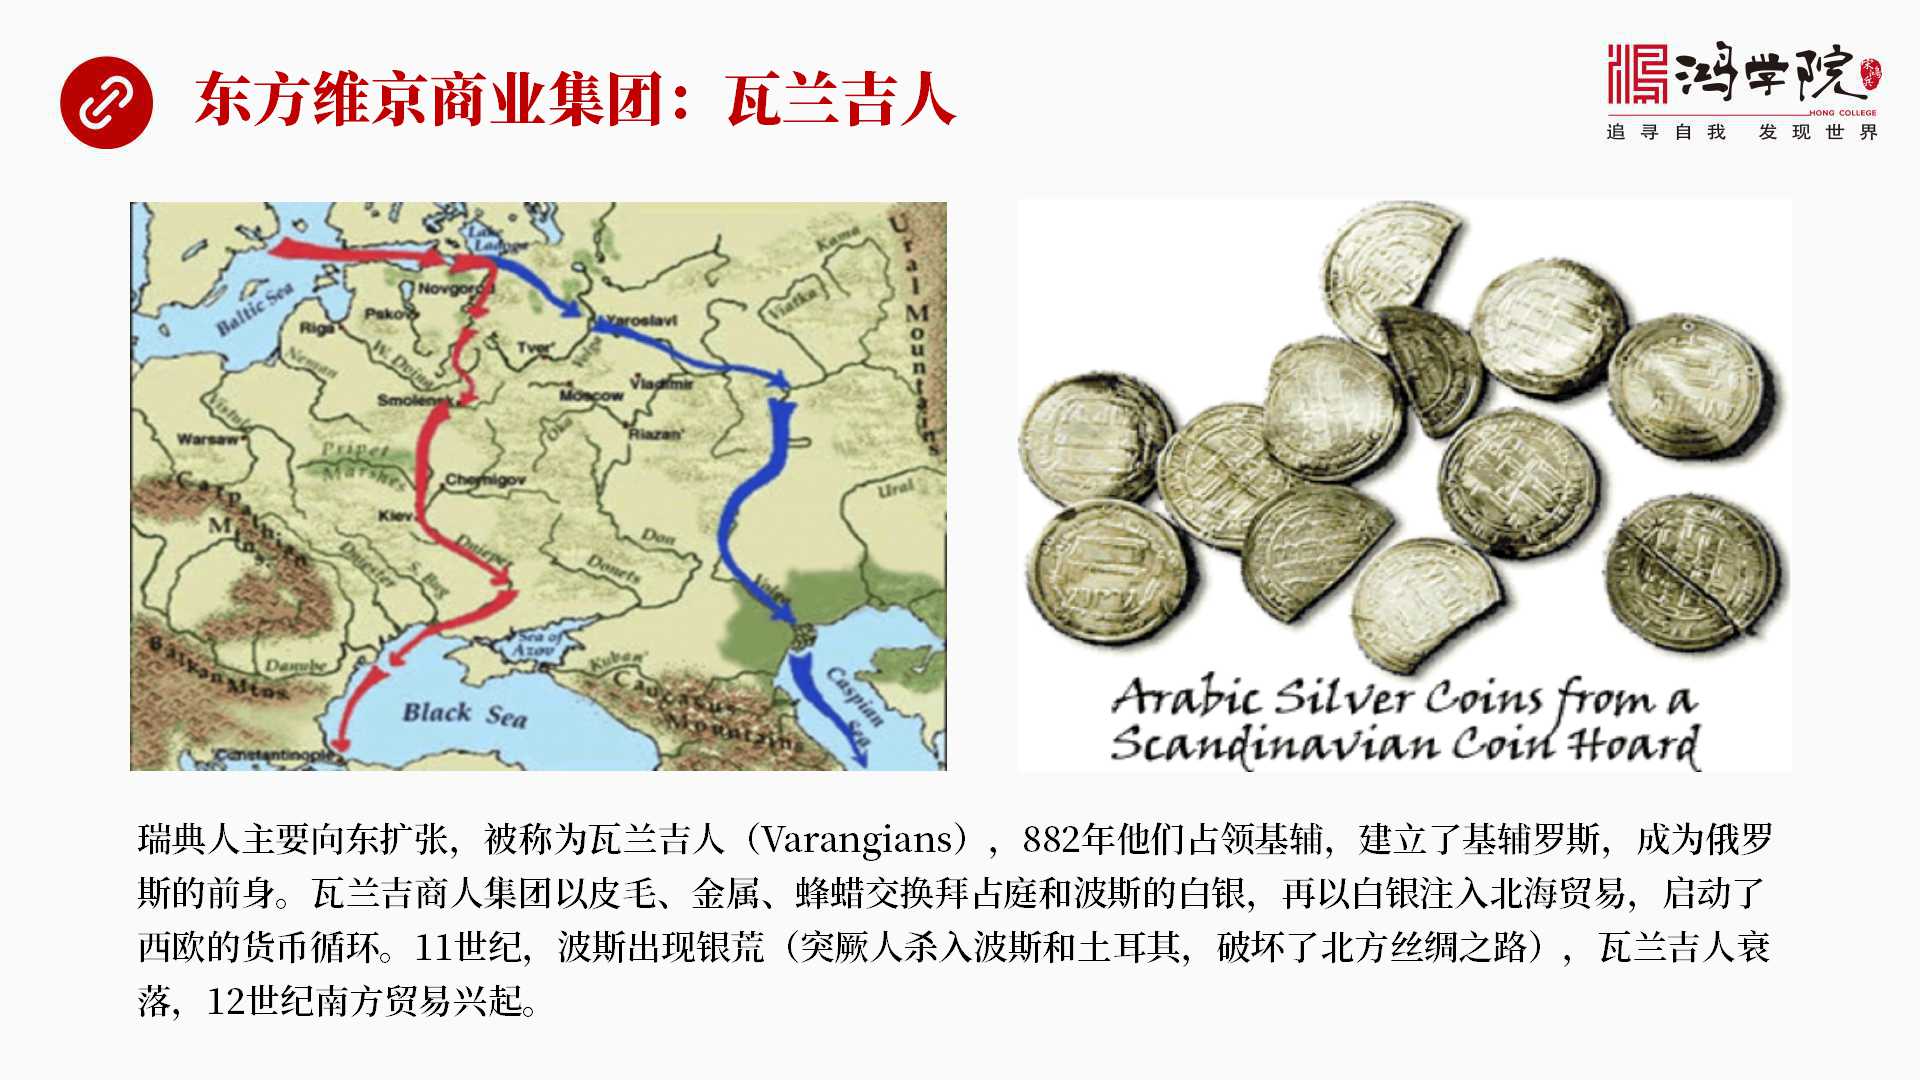 东方维京商业集团：瓦兰吉人
鸿学院
宋鸿兵
HONG COLLEGE
追寻自我 发现世界
Lake Ladoga
Kama
Ural Mountains
Novgorod
Baltic Sea
Viatka
Pskov
Riga
Yaroslavl
Tver'
Volga
W. Dvina
Neman
Vladimir
Moscow
Smolensk
Vistula
Oka
Riazan'
Warsaw
Pripet Marshes
Chernigov
Ural
Carpathian Mtns.
Kiev
Don
Dnieper
Dniester
S. Bug
Donets
Volga
Sea of Azov
Kuban'
Danube
Balkan Mtns.
Caucasus Mountains
Caspian Sea
Black Sea
Constantinople
Arabic Silver Coins from a
Scandinavian Coin Hoard
瑞典人主要向东扩张，被称为瓦兰吉人（Varangians），882年他们占领基辅，建立了基辅罗斯，成为俄罗
斯的前身。瓦兰吉商人集团以皮毛、金属、蜂蜡交换拜占庭和波斯的白银，再以白银注入北海贸易，启动了
西欧的货币循环。11世纪，波斯出现银荒（突厥人杀入波斯和土耳其，破坏了北方丝绸之路），瓦兰吉人衰
落，12世纪南方贸易兴起。